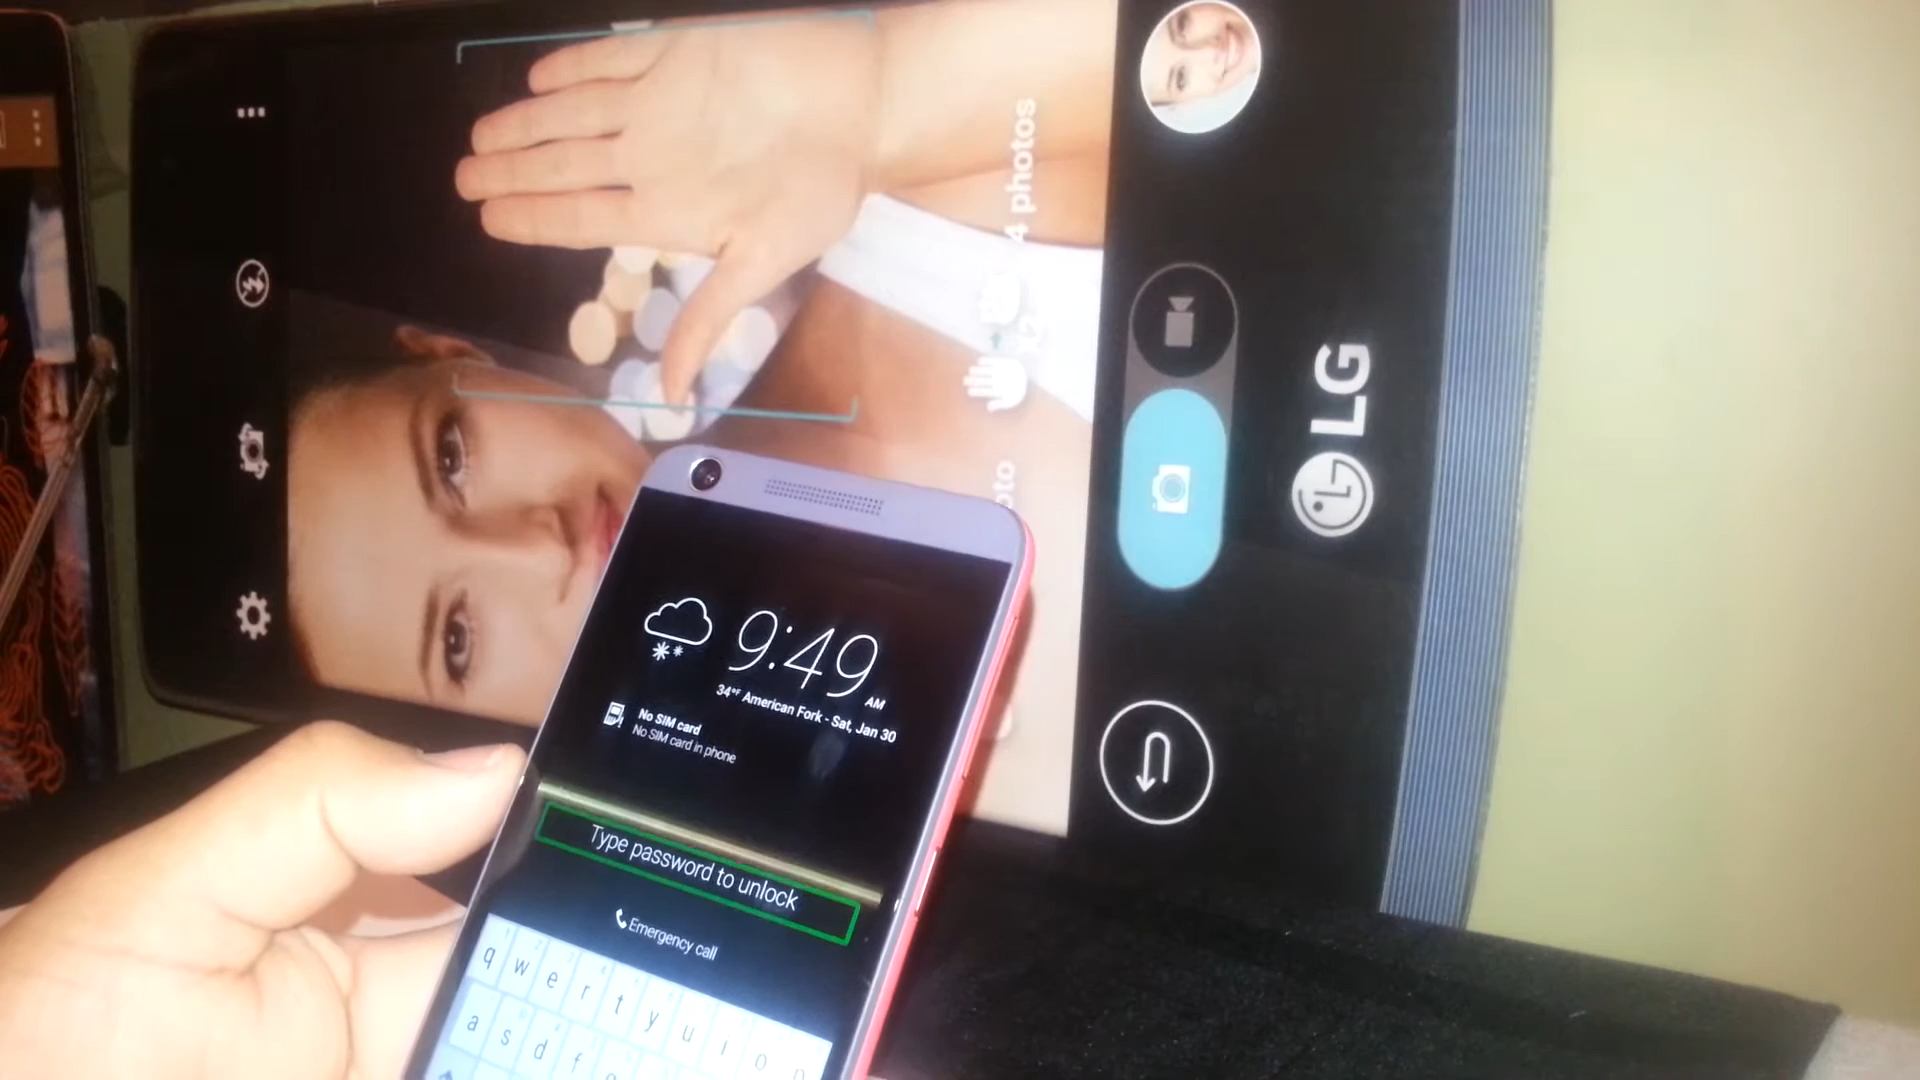 4 photos
LG
9:49
AM
34°F American Fork - Sat, Jan 30
No SIM card
No SIM card in phone
Type password to unlock
Emergency call
q w e r t y u i o p
a s d f